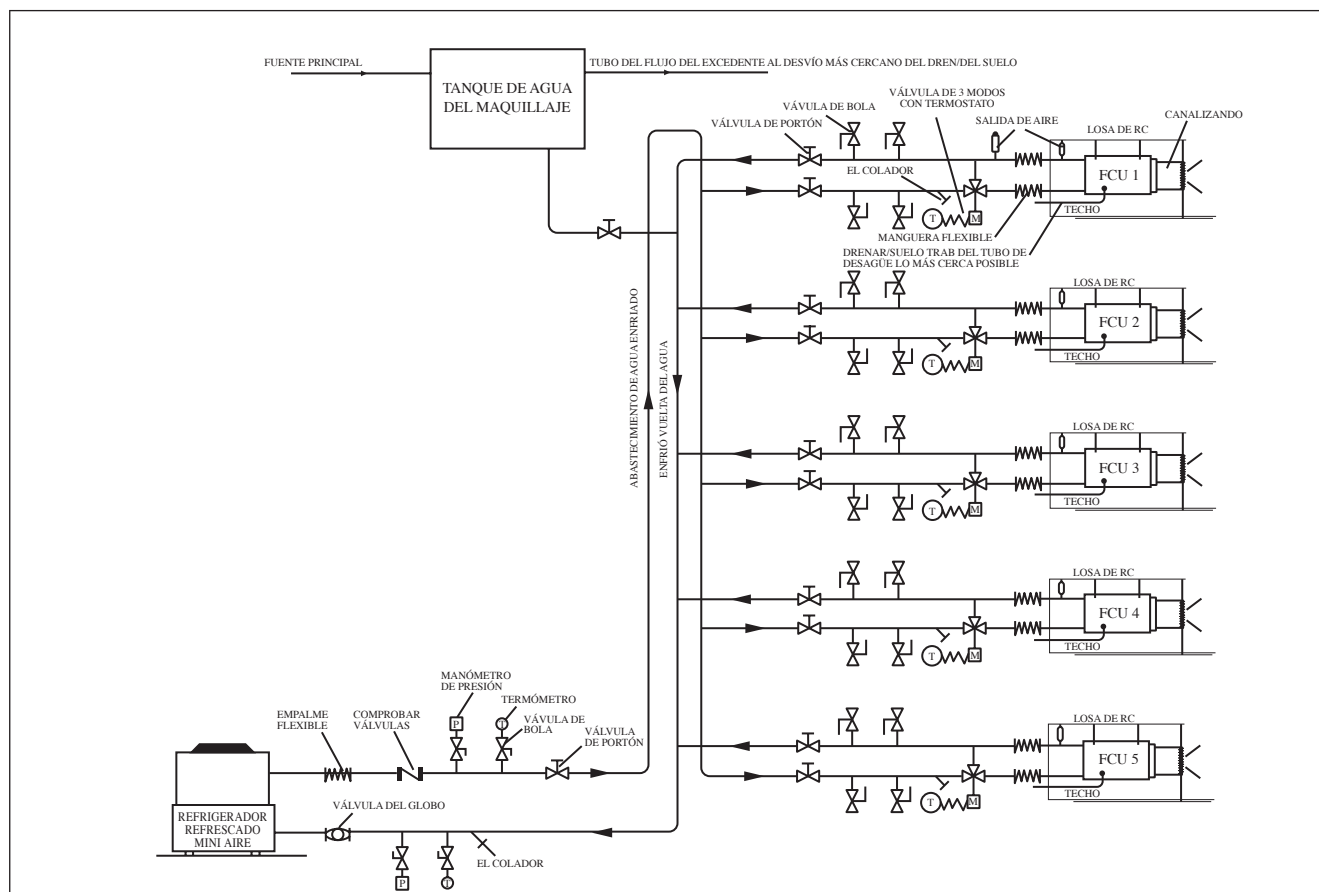 FUENTE PRINCIPAL
TUBO DEL FLUJO DEL EXCEDENTE AL DESVÍO MÁS CERCANO DEL DREN/DEL SUELO
TANQUE DE AGUA
DEL MAQUILLAJE
VÁLVULA DE PORTÓN
VÁVULA DE BOLA
VÁLVULA DE 3 MODOS
CON TERMOSTATO
SALIDA DE AIRE
LOSA DE RC
CANALIZANDO
FCU 1
EL COLADOR
T
M
TECHO
MANGUERA FLEXIBLE
DRENAR/SUELO TRAB DEL TUBO DE
DESAGÜE LO MÁS CERCA POSIBLE
LOSA DE RC
FCU 2
T
M
TECHO
ABASTECIMIENTO DE AGUA ENFRIADO
ENFRIÓ VUELTA DEL AGUA
LOSA DE RC
FCU 3
T
M
TECHO
LOSA DE RC
FCU 4
T
M
TECHO
LOSA DE RC
FCU 5
T
M
TECHO
EMPALME
FLEXIBLE
COMPROBAR
VÁLVULAS
MANÓMETRO
DE PRESIÓN
P
TERMÓMETRO
T
VÁVULA DE
BOLA
VÁLVULA
DE PORTÓN
REFRIGERADOR
REFRESCADO
MINI AIRE
VÁLVULA DEL GLOBO
EL COLADOR
P
T